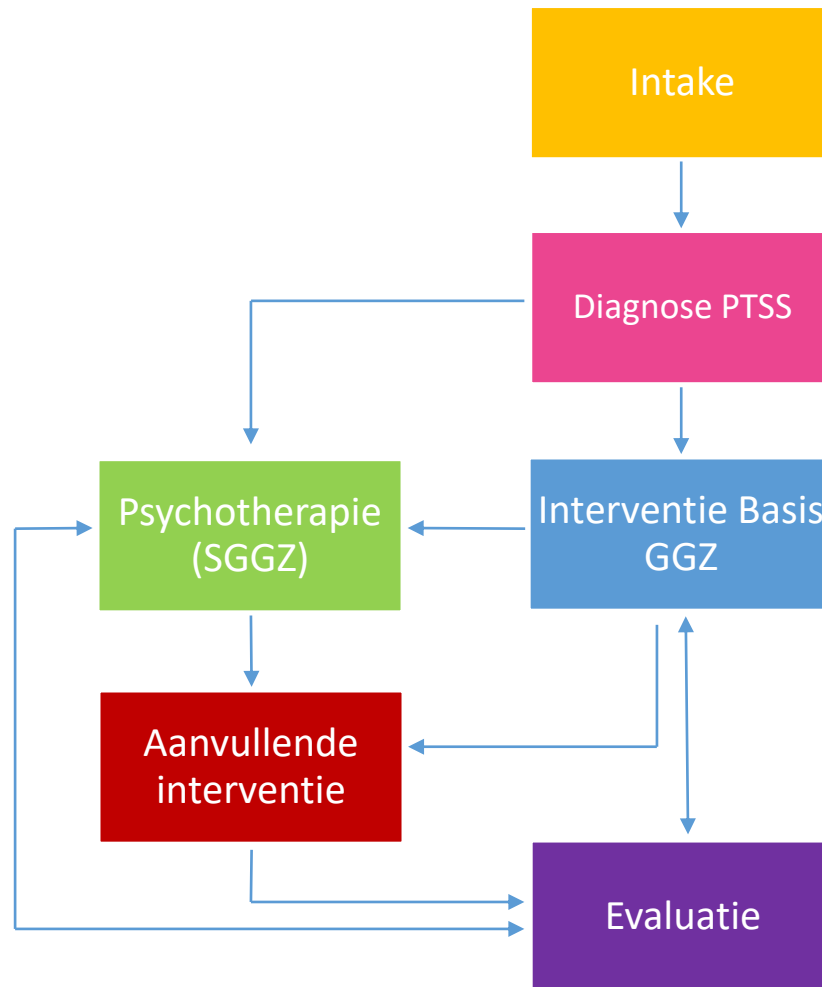 Intake
Diagnose PTSS
Psychotherapie
(SGGZ)
Interventie Basis
GGZ
Aanvullende
interventie
Evaluatie